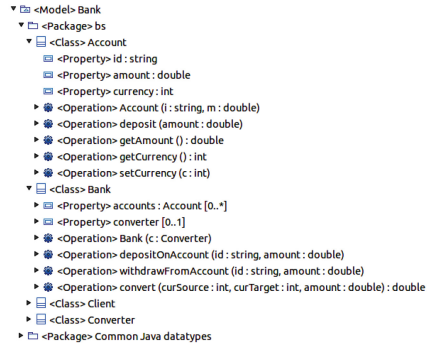 <Model> Bank
<Package> bs
<Class> Account
<Property> id : string
<Property> amount : double
<Property> currency : int
<Operation> Account (i : string, m : double)
<Operation> deposit (amount : double)
<Operation> getAmount () : double
<Operation> getCurrency () : int
<Operation> setCurrency (c : int)
<Class> Bank
<Property> accounts : Account [0..*]
<Property> converter [0..1]
<Operation> Bank (c : Converter)
<Operation> depositOnAccount (id : string, amount : double)
<Operation> withdrawFromAccount (id : string, amount : double)
<Operation> convert (curSource : int, curTarget : int, amount : double) : double
<Class> Client
<Class> Converter
<Package> Common Java datatypes